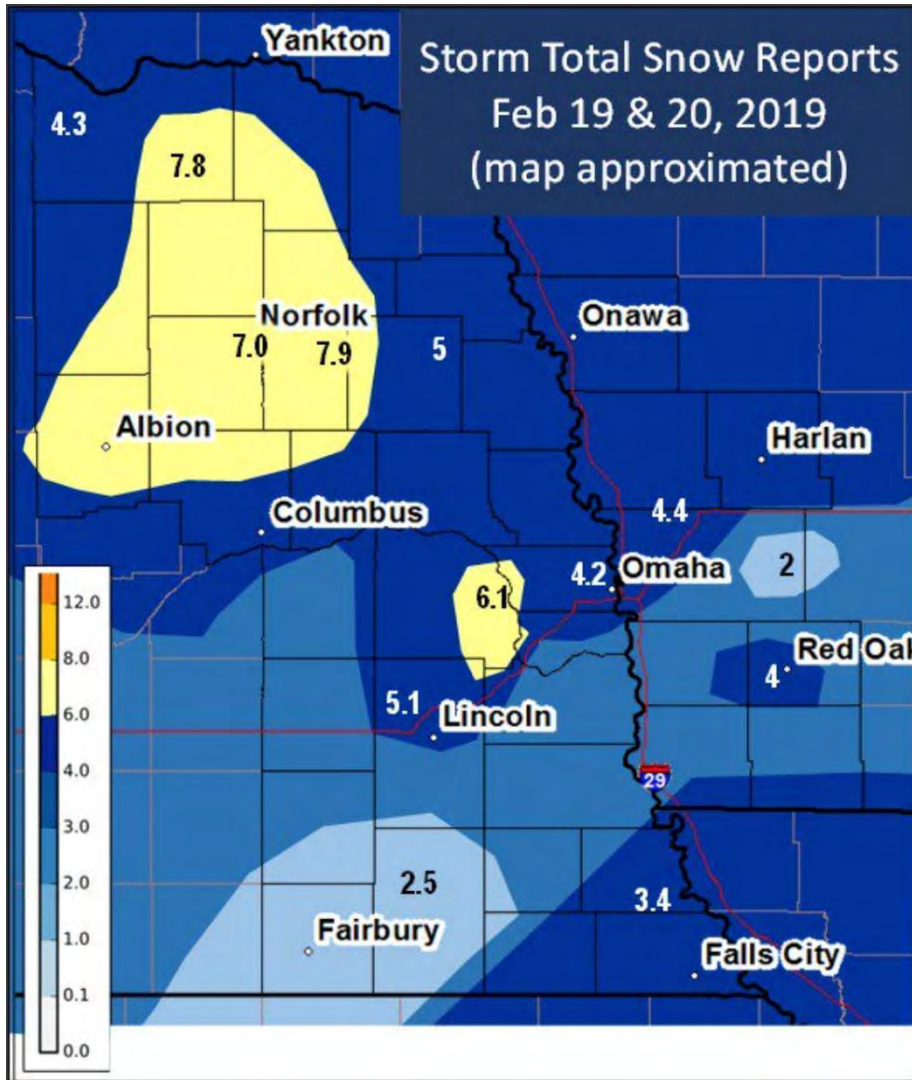 Yankton
Storm Total Snow Reports
Feb 19 & 20, 2019
(map approximated)
4.3
7.8
Norfolk
Onawa
7.0
7.9
5
Albion
Harlan
Columbus
4.4
4.2
Omaha
2
6.1
12.0
8.0
6.0
4.0
3.0
2.0
1.0
0.1
0.0
Red Oak
4
5.1
Lincoln
29
2.5
3.4
Fairbury
Falls City